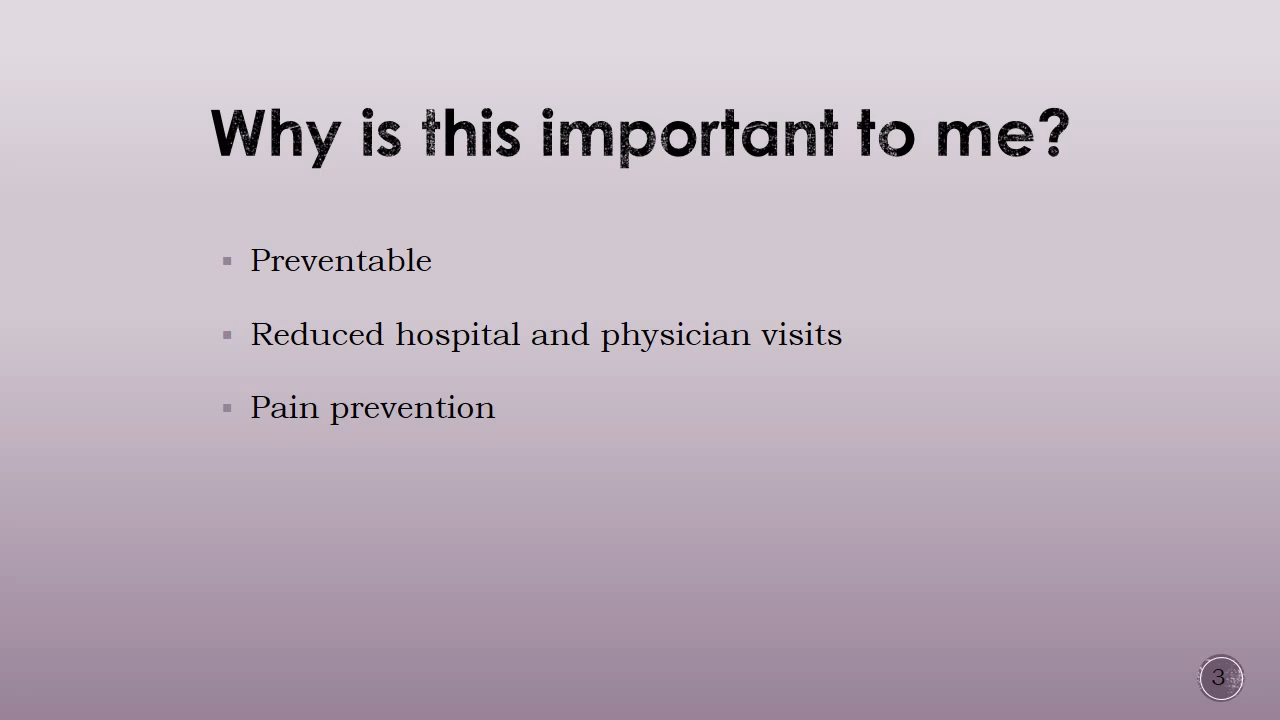 Why is this important to me?
▪ Preventable
▪ Reduced hospital and physician visits
▪ Pain prevention
3